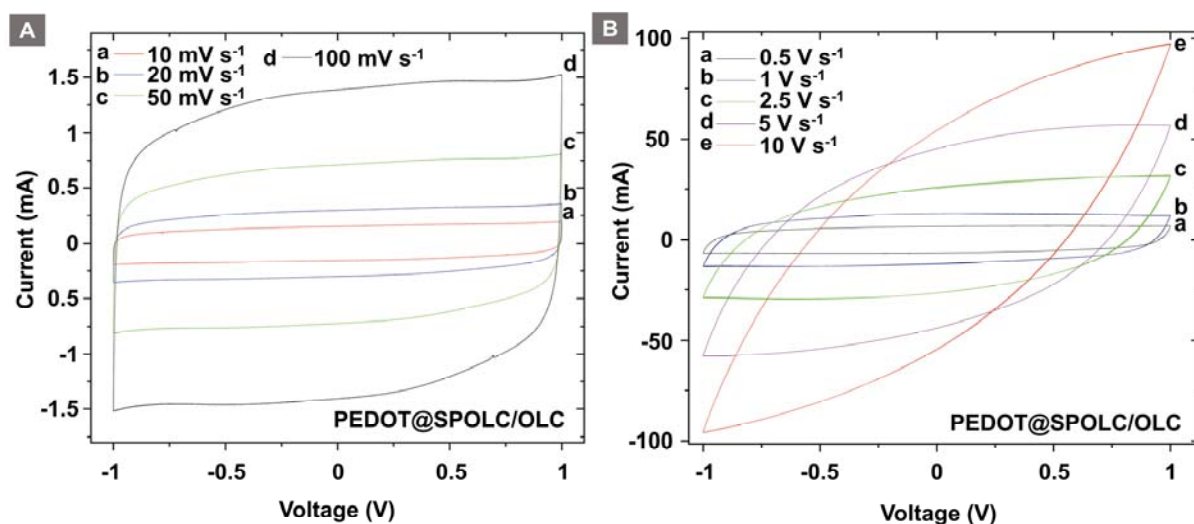 A
a 10 mV s⁻¹ d 100 mV s⁻¹
b 20 mV s⁻¹
c 50 mV s⁻¹
d
c
b
a
1.5
1
0.5
0
0.5
-1
-1.5
Current (mA)
PEDOT@SPOLC/OLC
-1 -0.5 0 0.5 1
Voltage (V)
B
a 0.5 V s⁻¹
b 1 V s⁻¹
c 2.5 V s⁻¹
d 5 V s⁻¹
e 10 V s⁻¹
e
d
c
b
a
100
50
0
-50
-100
Current (mA)
PEDOT@SPOLC/OLC
-1 -0.5 0 0.5 1
Voltage (V)